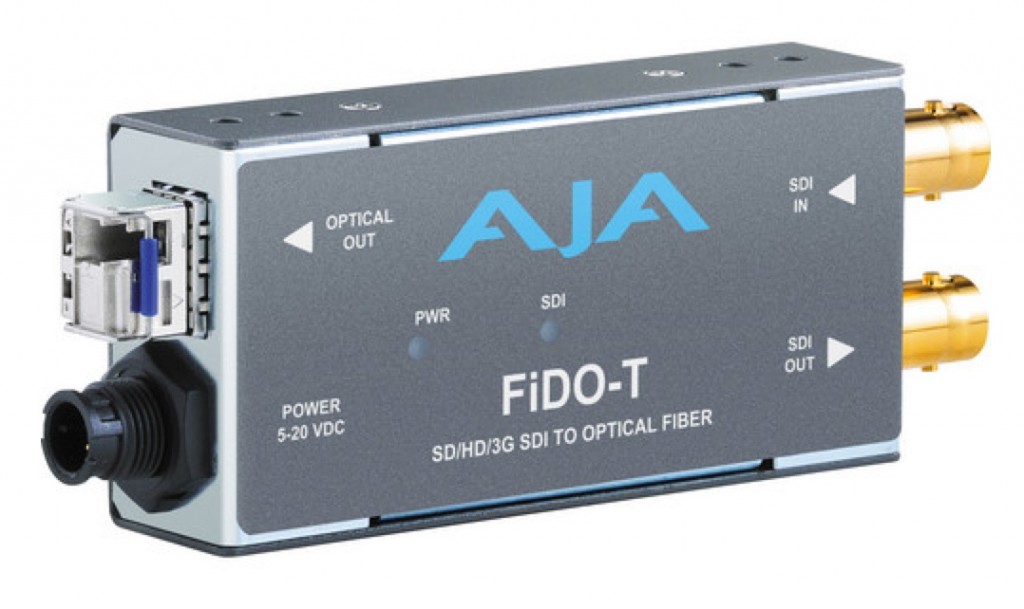 AJA
OPTICAL
OUT
SDI
IN
PWR
SDI
SDI
OUT
FiDO-T
POWER
5-20 VDC
SD/HD/3G SDI TO OPTICAL FIBER